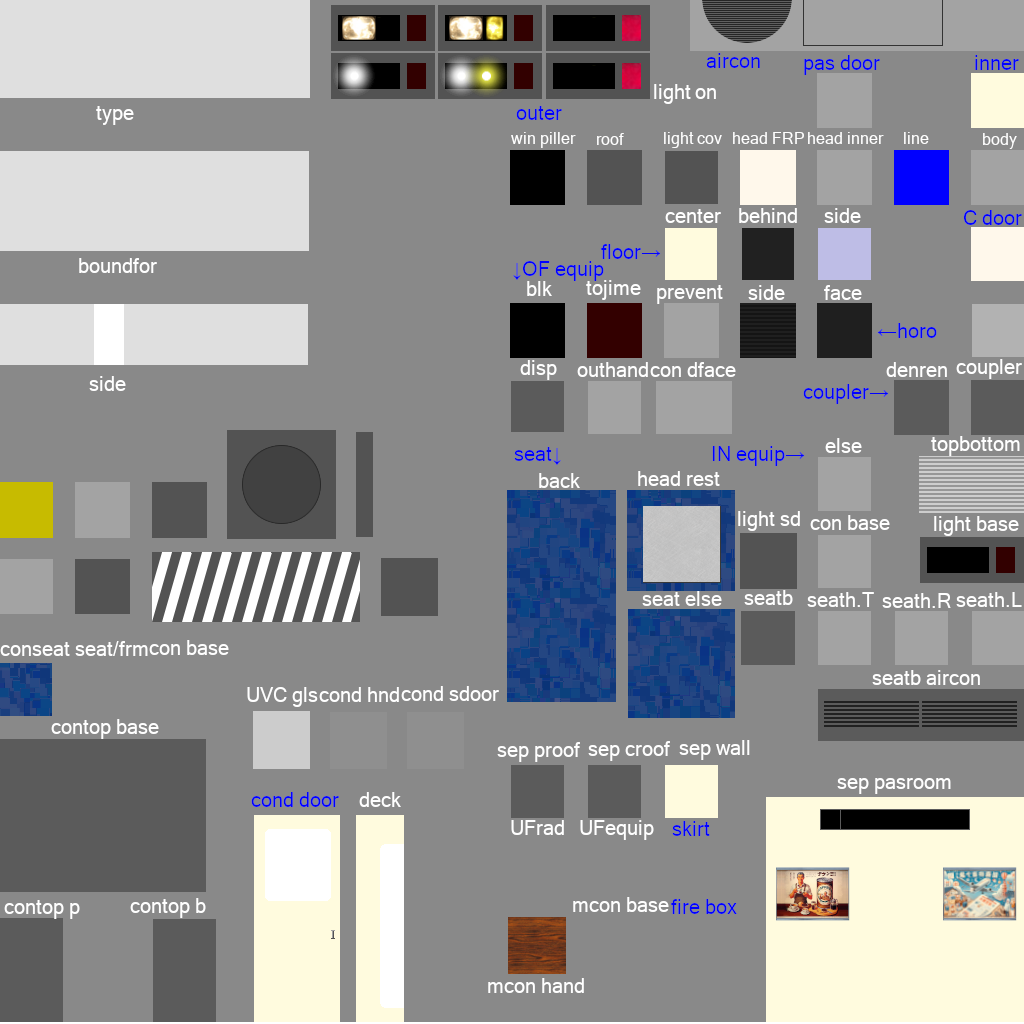 aircon
pas door
inner
type
light on
outer
win piller
roof
light cov
head FRP
head inner
line
body
center
behind
side
C door
floor→
↓OF equip
boundfor
blk
tojime
prevent
side
face
←horo
side
disp
outhand
con dface
denren
coupler
coupler→
seat↓
IN equip→
else
topbottom
back
head rest
light sd
con base
light base
seat else
seatb
seath.T
seath.R
seath.L
conseat seat/frm
con base
seatb aircon
UVC gls
cond hnd
cond sdoor
contop base
sep proof
sep croof
sep wall
sep pasroom
cond door
deck
UFrad
UFequip
skirt
contop p
contop b
mcon base
fire box
mcon hand